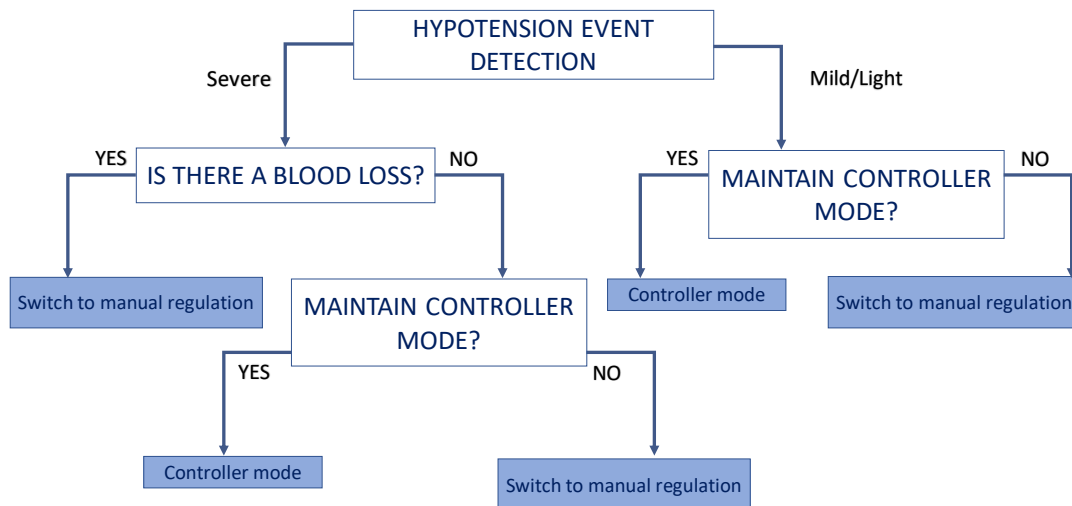 HYPOTENSION EVENT
DETECTION
Severe
Mild/Light
YES
IS THERE A BLOOD LOSS?
NO
YES
MAINTAIN CONTROLLER
MODE?
NO
Switch to manual regulation
MAINTAIN CONTROLLER
MODE?
Controller mode
Switch to manual regulation
YES
NO
Controller mode
Switch to manual regulation